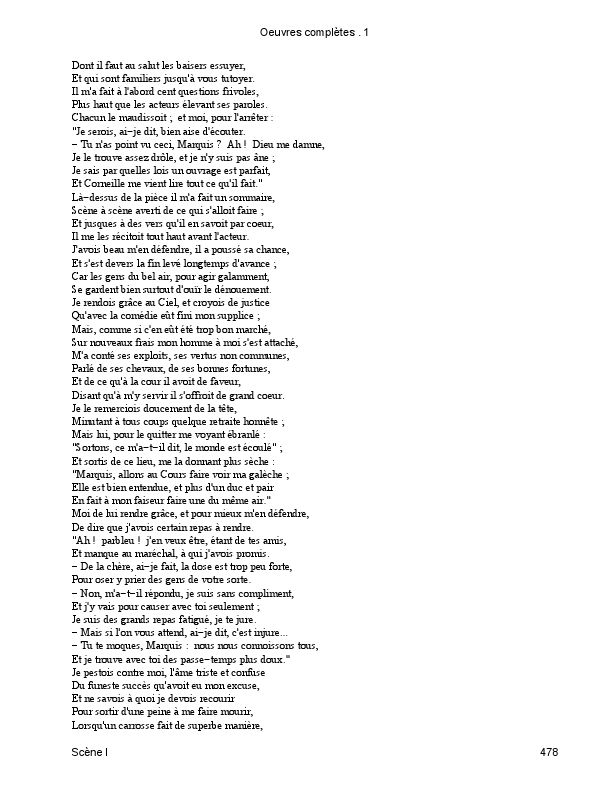 Oeuvres complètes . 1
Dont il faut au salut les baisers essuyer,
Et qui sont familiers jusqu'à vous tutoyer.
Il m'a fait à l'abord cent questions frivoles,
Plus haut que les acteurs élevant ses paroles.
Chacun le maudissoit ;  et moi, pour l'arrêter :
"Je serois, ai−je dit, bien aise d'écouter.
− Tu n'as point vu ceci, Marquis ?  Ah !  Dieu me damne,
Je le trouve assez drôle, et je n'y suis pas âne ;
Je sais par quelles lois un ouvrage est parfait,
Et Corneille me vient lire tout ce qu'il fait."
Là−dessus de la pièce il m'a fait un sommaire,
Scène à scène averti de ce qui s'alloit faire ;
Et jusques à des vers qu'il en savoit par coeur,
Il me les récitoit tout haut avant l'acteur.
J'avois beau m'en défendre, il a poussé sa chance,
Et s'est devers la fin levé longtemps d'avance ;
Car les gens du bel air, pour agir galamment,
Se gardent bien surtout d'ouïr le dénouement.
Je rendois grâce au Ciel, et croyois de justice
Qu'avec la comédie eût fini mon supplice ;
Mais, comme si c'en eût été trop bon marché,
Sur nouveaux frais mon homme à moi s'est attaché,
M'a conté ses exploits, ses vertus non communes,
Parlé de ses chevaux, de ses bonnes fortunes,
Et de ce qu'à la cour il avoit de faveur,
Disant qu'à m'y servir il s'offroit de grand coeur.
Je le remerciois doucement de la tête,
Minutant à tous coups quelque retraite honnête ;
Mais lui, pour le quitter me voyant ébranlé :
"Sortons, ce m'a−t−il dit, le monde est écoulé" ;
Et sortis de ce lieu, me la donnant plus sèche :
"Marquis, allons au Cours faire voir ma galèche ;
Elle est bien entendue, et plus d'un duc et pair
En fait à mon faiseur faire une du même air."
Moi de lui rendre grâce, et pour mieux m'en défendre,
De dire que j'avois certain repas à rendre.
"Ah !  parbleu !  j'en veux être, étant de tes amis,
Et manque au maréchal, à qui j'avois promis.
− De la chère, ai−je fait, la dose est trop peu forte,
Pour oser y prier des gens de votre sorte.
− Non, m'a−t−il répondu, je suis sans compliment,
Et j'y vais pour causer avec toi seulement ;
Je suis des grands repas fatigué, je te jure.
− Mais si l'on vous attend, ai−je dit, c'est injure...
− Tu te moques, Marquis :  nous nous connoissons tous,
Et je trouve avec toi des passe−temps plus doux."
Je pestois contre moi, l'âme triste et confuse
Du funeste succès qu'avoit eu mon excuse,
Et ne savois à quoi je devois recourir
Pour sortir d'une peine à me faire mourir,
Lorsqu'un carrosse fait de superbe manière,
Scène I
478